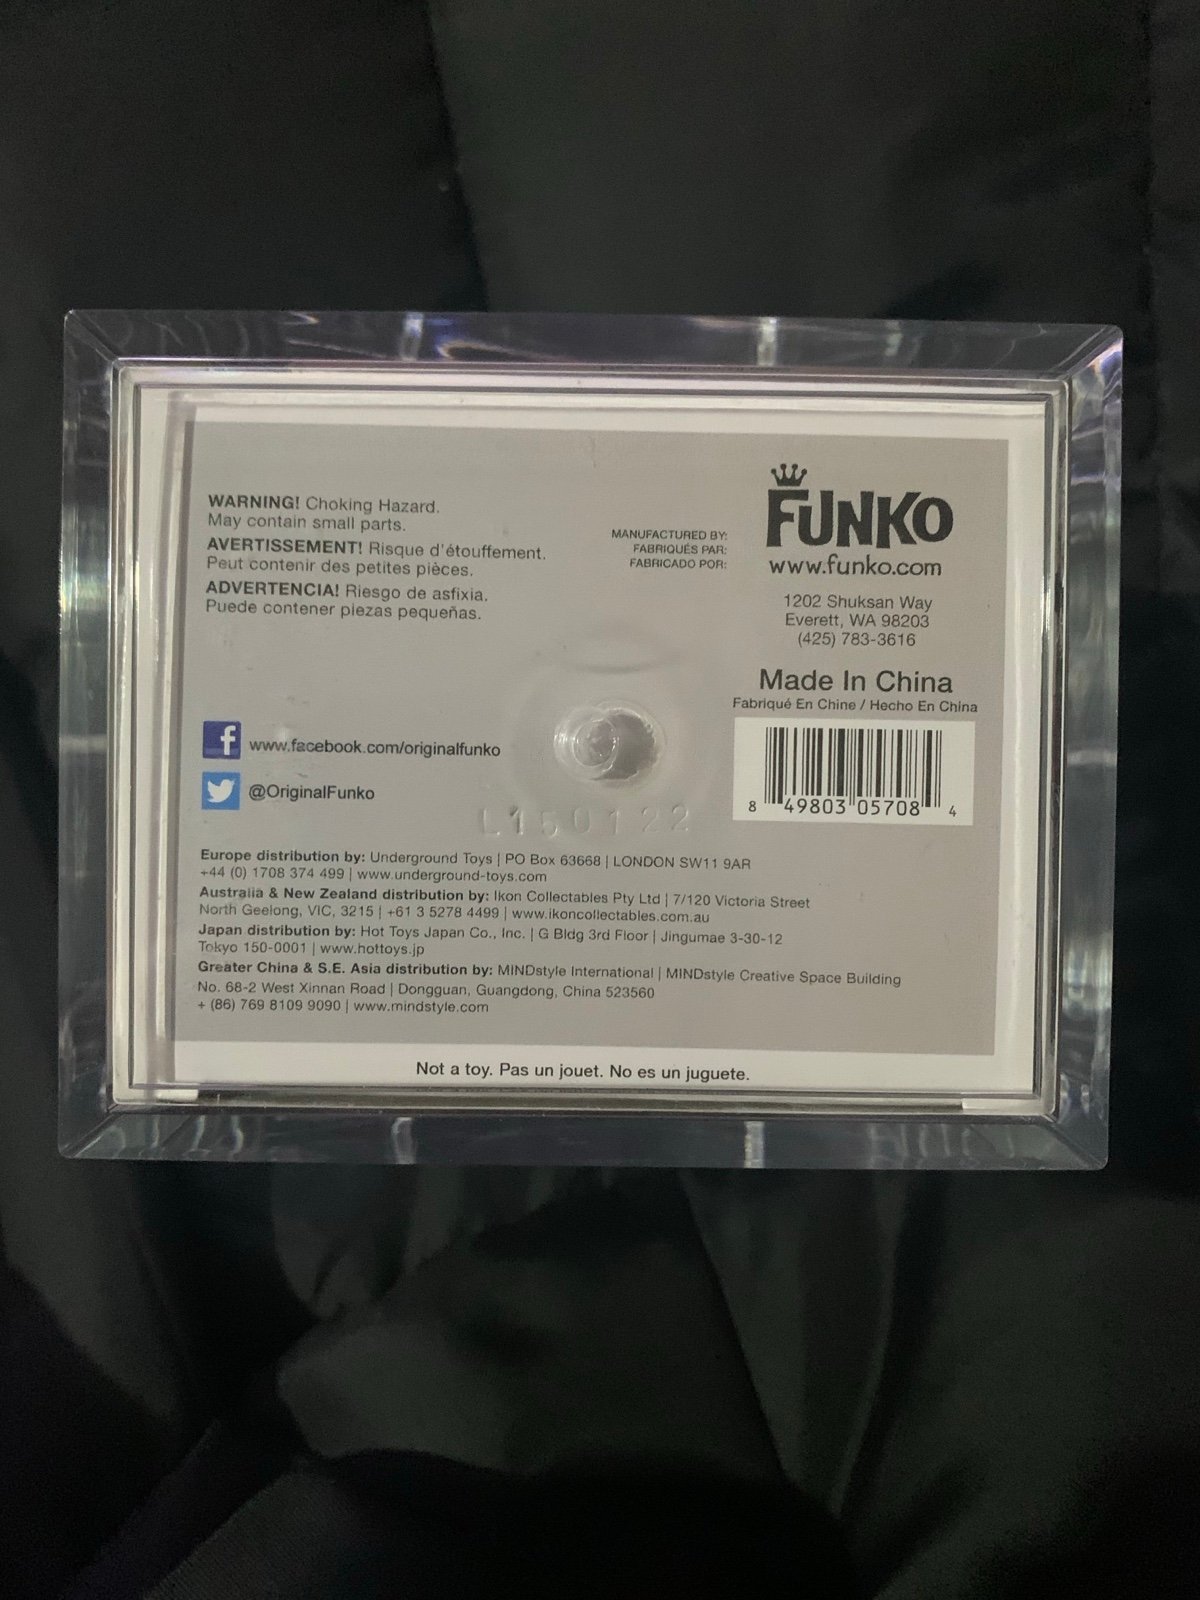 WARNING! Choking Hazard.
May contain small parts.
AVERTISSEMENT! Risque d'étouffement.
Peut contenir des petites pièces.
ADVERTENCIA! Riesgo de asfixia.
Puede contener piezas pequeñas.
MANUFACTURED BY:
FABRIQUÉS PAR:
FABRICADO POR:
FUNKO
www.funko.com
1202 Shuksan Way
Everett, WA 98203
(425) 783-3616
Made In China
Fabriqué En Chine / Hecho En China
8 49803 05708 4
f www.facebook.com/originalfunko
@OriginalFunko
L150122
Europe distribution by: Underground Toys | PO Box 63668 | LONDON SW11 9AR
+44 (0) 1708 374 499 | www.underground-toys.com
Australia & New Zealand distribution by: Ikon Collectables Pty Ltd | 7/120 Victoria Street
North Geelong, VIC, 3215 | +61 3 5278 4499 | www.ikoncollectables.com.au
Japan distribution by: Hot Toys Japan Co., Inc. | G Bldg 3rd Floor | Jingumae 3-30-12
Tokyo 150-0001 | www.hottoys.jp
Greater China & S.E. Asia distribution by: MINDstyle International | MINDstyle Creative Space Building
No. 68-2 West Xinnan Road | Dongguan, Guangdong, China 523560
+ (86) 769 8109 9090 | www.mindstyle.com
Not a toy. Pas un jouet. No es un juguete.